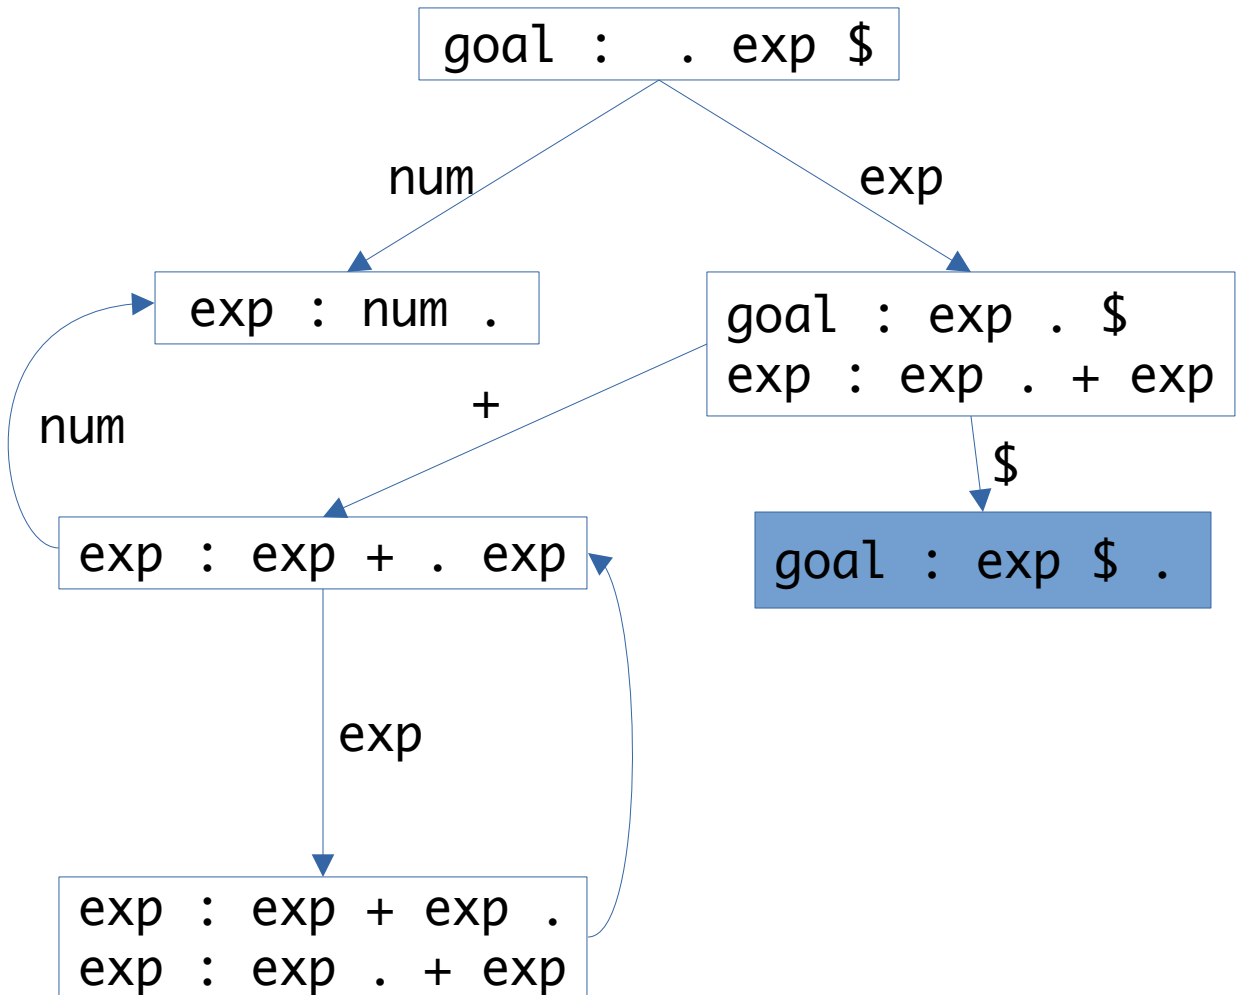 goal : . exp $
num
exp
exp : num .
goal : exp . $
exp : exp . + exp
+
num
$
exp : exp + . exp
goal : exp $ .
exp
exp : exp + exp .
exp : exp . + exp